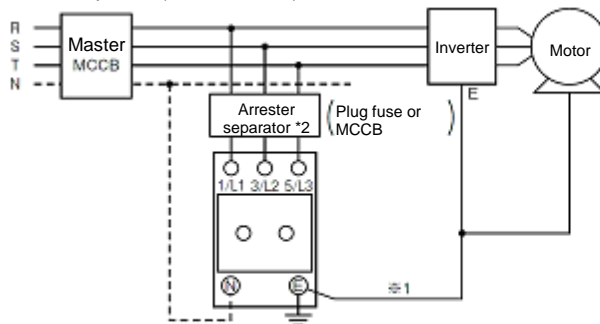 R
S
T
N
Master
MCCB
Inverter
Motor
E
Arrester
separator *2
(Plug fuse or
MCCB)
1/L1 3/L2 5/L3
N
E
※1